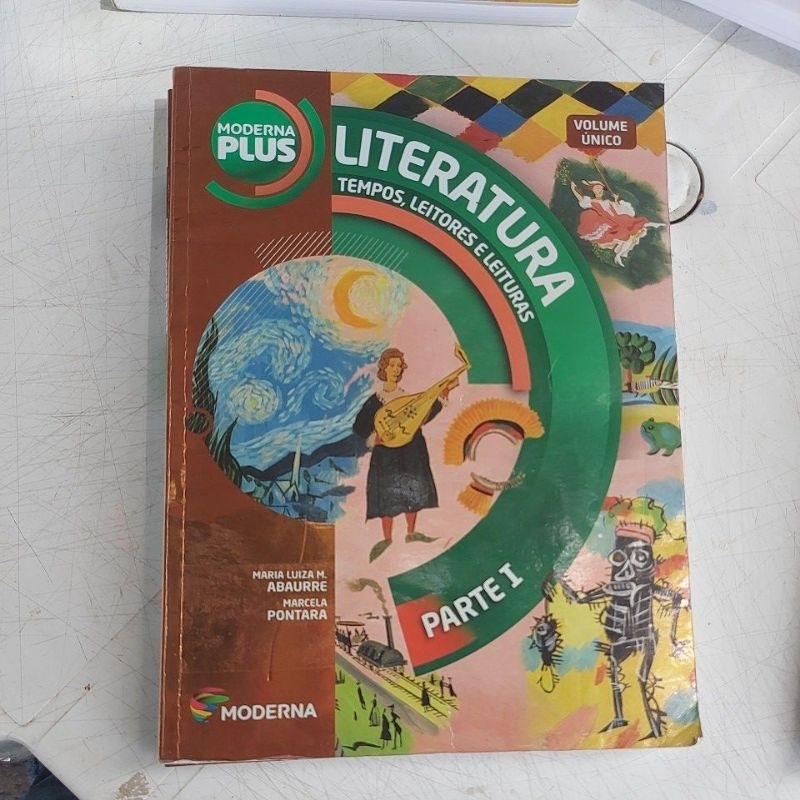 MODERNA
PLUS
LITERATURA
TEMPOS, LEITORES E LEITURAS
VOLUME
ÚNICO
MARIA LUIZA M.
ABAURRE
MARCELA
PONTARA
PARTE I
MODERNA